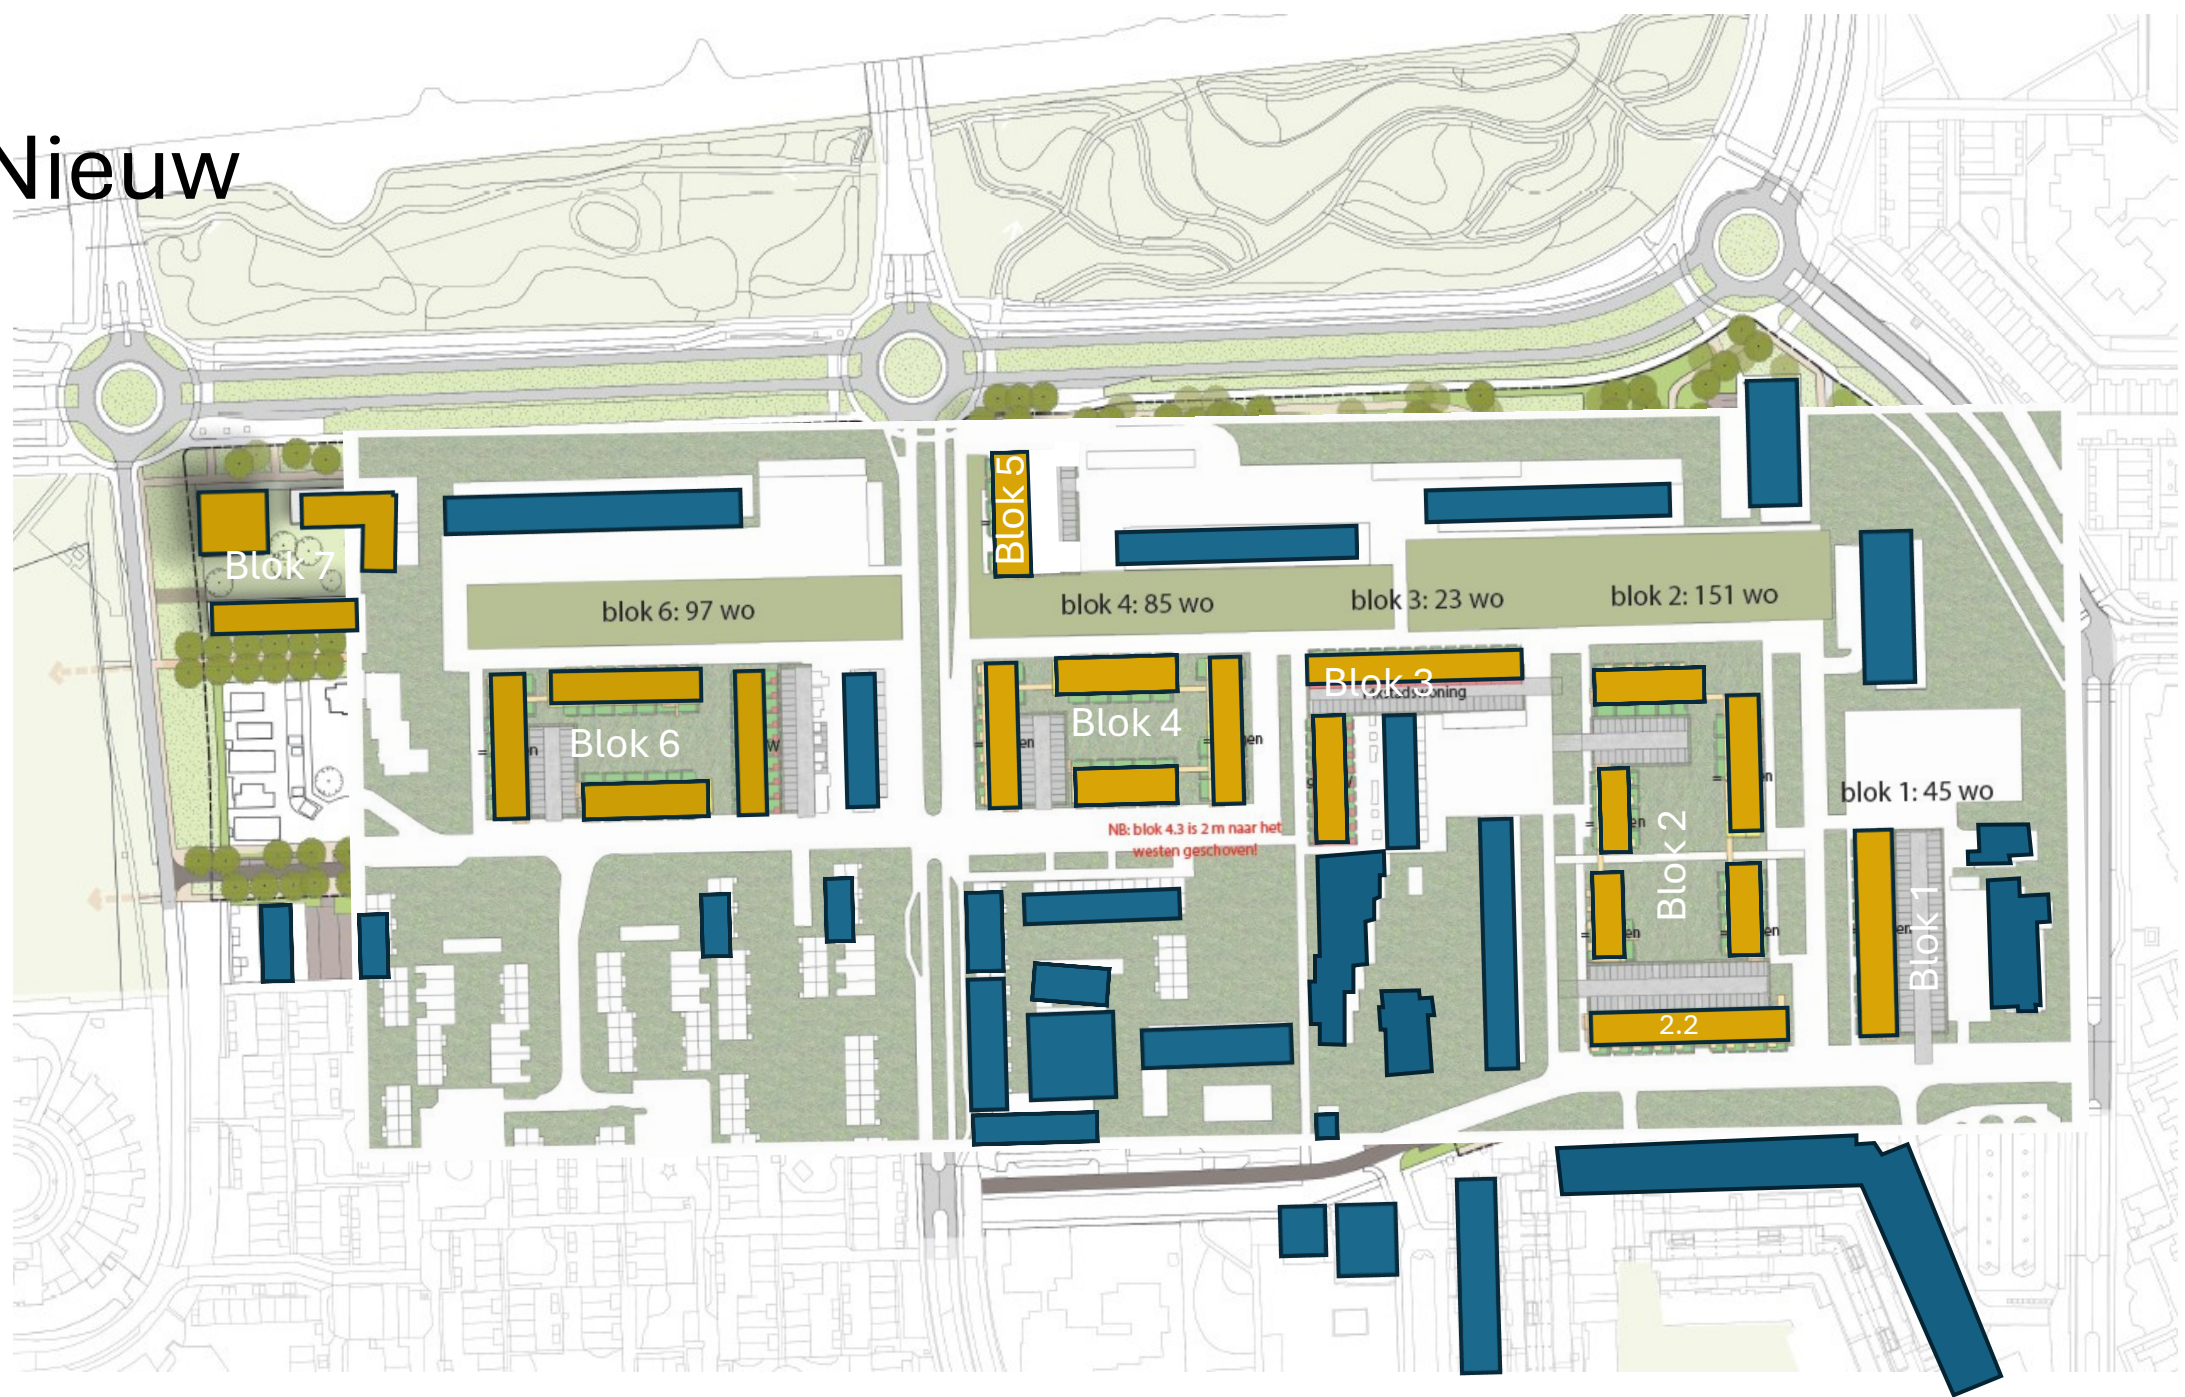 Nieuw
Blok 5
Blok 7
blok 6: 97 wo
blok 4: 85 wo
blok 3: 23 wo
blok 2: 151 wo
Blok 3
Blok 6
Blok 4
blok 1: 45 wo
NB: blok 4.3 is 2 m naar het
westen geschoven!
Blok 2
Blok 1
2.2